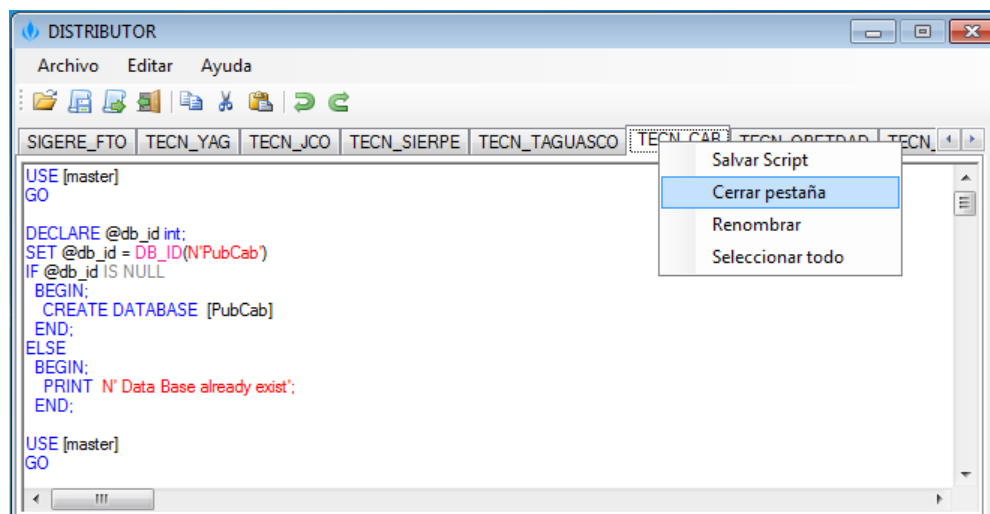 DISTRIBUTOR
Archivo Editar Ayuda
SIGERE_FTO TECN_YAG TECN_JCO TECN_SIERPE TECN_TAGUASCO TECN_CAB TECN_
Salvar Script
Cerrar pestaña
Renombrar
Seleccionar todo
USE [master]
GO
DECLARE @db_id int;
SET @db_id = DB_ID(N'PubCab')
IF @db_id IS NULL
BEGIN;
CREATE DATABASE [PubCab]
END;
ELSE
BEGIN;
PRINT N' Data Base already exist';
END;
USE [master]
GO